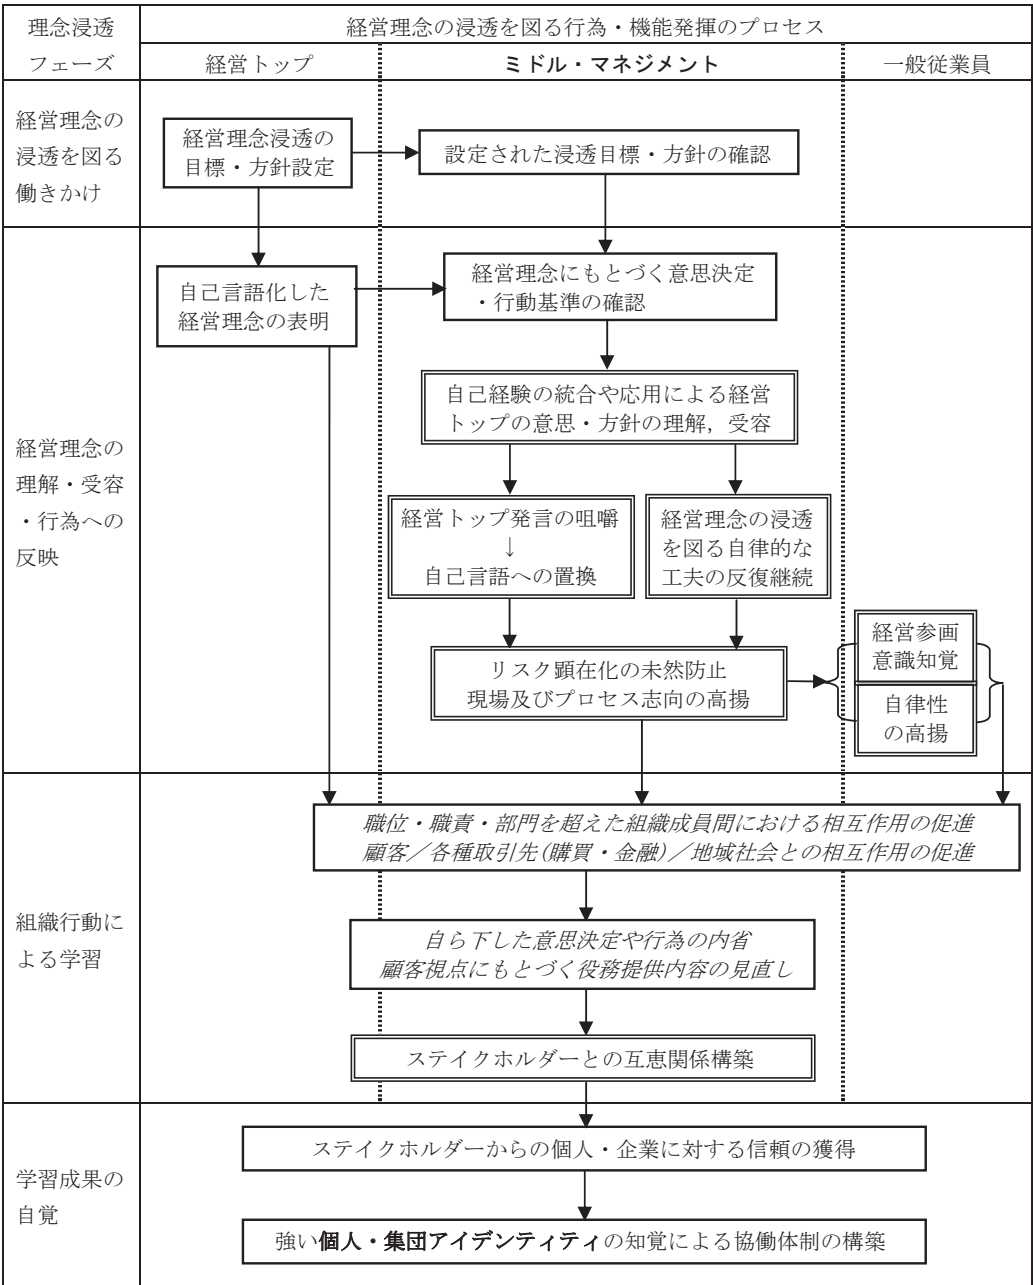 理念浸透
フェーズ
経営理念の浸透を図る行為・機能発揮のプロセス
経営トップ
ミドル・マネジメント
一般従業員
経営理念の
浸透を図る
働きかけ
経営理念浸透の
目標・方針設定
設定された浸透目標・方針の確認
経営理念の
理解・受容
・行為への
反映
自己言語化した
経営理念の表明
経営理念にもとづく意思決定
・行動基準の確認
自己経験の統合や応用による経営
トップの意思・方針の理解，受容
経営トップ発言の咀嚼
↓
自己言語への置換
経営理念の浸透
を図る自律的な
工夫の反復継続
リスク顕在化の未然防止
現場及びプロセス志向の高揚
経営参画
意識知覚
自律性
の高揚
組織行動に
よる学習
職位・職責・部門を超えた組織成員間における相互作用の促進
顧客／各種取引先(購買・金融)／地域社会との相互作用の促進
自ら下した意思決定や行為の内省
顧客視点にもとづく役務提供内容の見直し
ステイクホルダーとの互恵関係構築
学習成果の
自覚
ステイクホルダーからの個人・企業に対する信頼の獲得
強い個人・集団アイデンティティの知覚による協働体制の構築